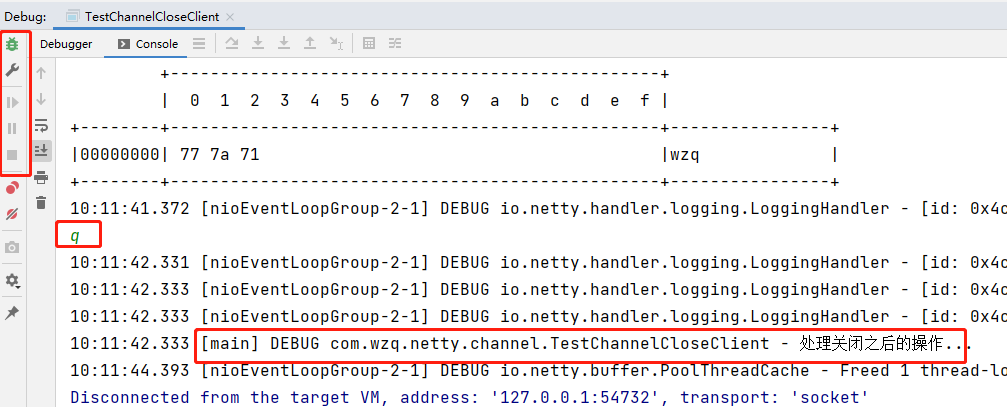 Debug: TestChannelCloseClient ×
Debugger Console
+-------------------------------------------------+
| 0 1 2 3 4 5 6 7 8 9 a b c d e f |
+--------+-------------------------------------------------+----------------+
|00000000| 77 7a 71 |wzq |
+--------+-------------------------------------------------+----------------+
10:11:41.372 [nioEventLoopGroup-2-1] DEBUG io.netty.handler.logging.LoggingHandler - [id: 0x4c
q
10:11:42.331 [nioEventLoopGroup-2-1] DEBUG io.netty.handler.logging.LoggingHandler - [id: 0x4c
10:11:42.333 [nioEventLoopGroup-2-1] DEBUG io.netty.handler.logging.LoggingHandler - [id: 0x4c
10:11:42.333 [nioEventLoopGroup-2-1] DEBUG io.netty.handler.logging.LoggingHandler - [id: 0x4c
10:11:42.333 [main] DEBUG com.wzq.netty.channel.TestChannelCloseClient - 处理关闭之后的操作...
10:11:44.393 [nioEventLoopGroup-2-1] DEBUG io.netty.buffer.PoolThreadCache - Freed 1 thread-lo
Disconnected from the target VM, address: '127.0.0.1:54732', transport: 'socket'